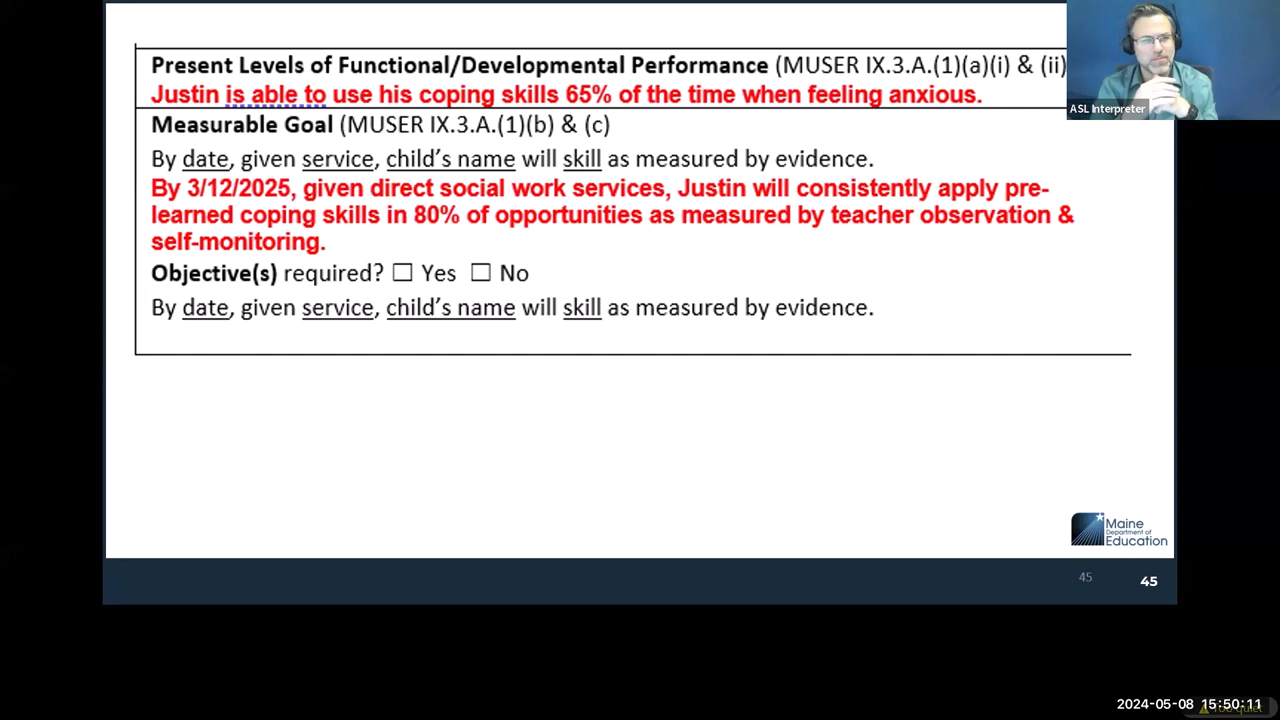 Present Levels of Functional/Developmental Performance (MUSER IX.3.A.(1)(a)(i) & (ii)
Justin is able to use his coping skills 65% of the time when feeling anxious.
Measurable Goal (MUSER IX.3.A.(1)(b) & (c)
By date, given service, child's name will skill as measured by evidence.
By 3/12/2025, given direct social work services, Justin will consistently apply pre-
learned coping skills in 80% of opportunities as measured by teacher observation &
self-monitoring.
Objective(s) required? ☐ Yes ☐ No
By date, given service, child's name will skill as measured by evidence.
ASL Interpreter
Maine
Department of
Education
45
45
2024-05-08 15:50:11
Too quiet